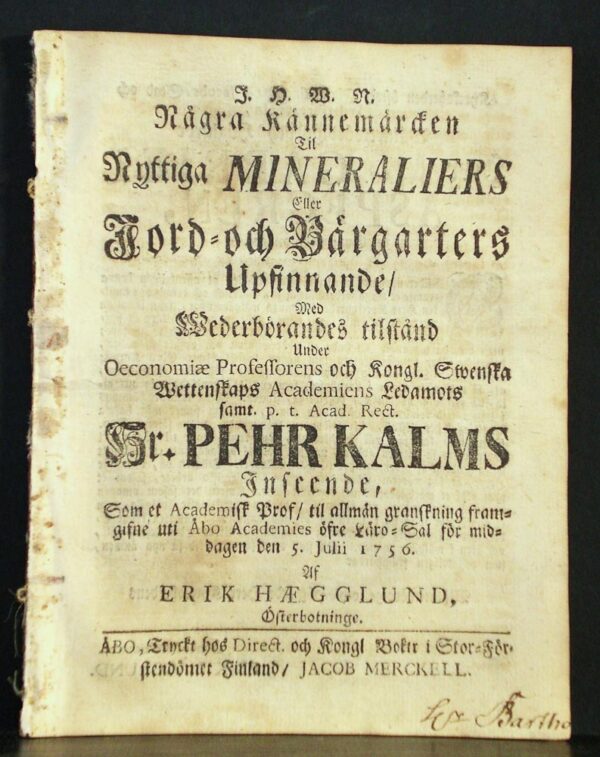 J. H. W. N.
Några Kännemärcken
Til
Nyttiga MINERALIERS
Eller
Jord-och Bärgarters
Upfinnande/
Med
Wederbörandes tilstånd
Under
Oeconomiæ Professorens och Kongl. Swenska
Wettenskaps Academiens Ledamots
samt. p. t. Acad. Rect.
Hr. PEHR KALMS
Inseende,
Som et Academisk Prof/ til allmän granskning fram-
gifne uti Åbo Academies öfre Läro-Sal för mid-
dagen den 5. Julii 1756.
Af
ERIK HÆGGLUND,
Österbotninge.
ÅBO, Tryckt hos Direct. och Kongl Boktr i Stor-För-
stendömet Finland/ JACOB MERCKELL.
Bartho